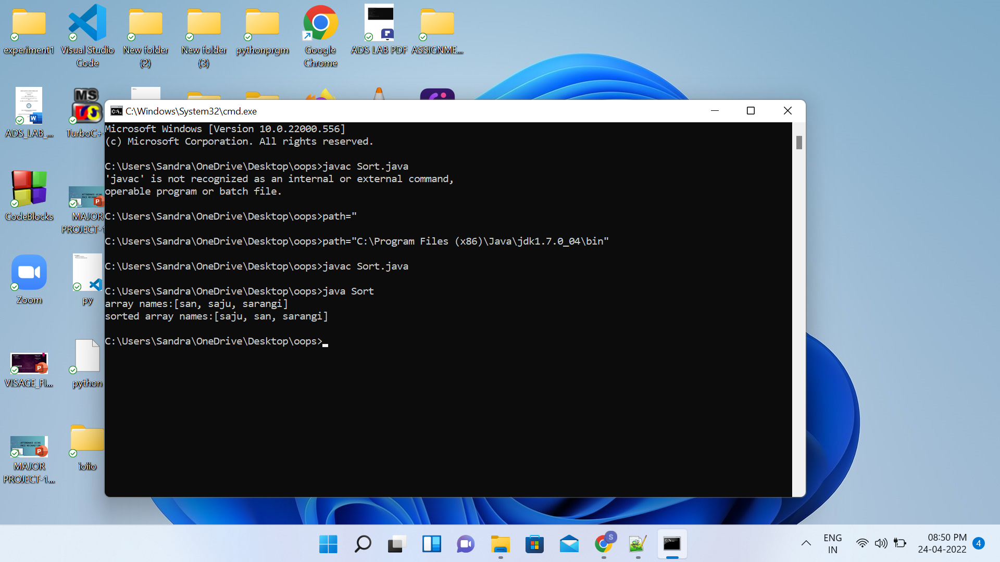 experiment1
Visual Studio
Code
New folder
(2)
New folder
(3)
pythonprgm
Google
Chrome
ADS LAB PDF
ASSIGNME...
ADS_LAB_...
MS
DOS
TurboC+
CodeBlocks
MAJOR
PROJECT-1
Zoom
py
VISAGE_FI...
python
MAJOR
PROJECT-1...
ioiio
C:\Windows\System32\cmd.exe
Microsoft Windows [Version 10.0.22000.556]
(c) Microsoft Corporation. All rights reserved.
C:\Users\Sandra\OneDrive\Desktop\oops>javac Sort.java
'javac' is not recognized as an internal or external command,
operable program or batch file.
C:\Users\Sandra\OneDrive\Desktop\oops>path="
C:\Users\Sandra\OneDrive\Desktop\oops>path="C:\Program Files (x86)\Java\jdk1.7.0_04\bin"
C:\Users\Sandra\OneDrive\Desktop\oops>javac Sort.java
C:\Users\Sandra\OneDrive\Desktop\oops>java Sort
array names:[san, saju, sarangi]
sorted array names:[saju, san, sarangi]
C:\Users\Sandra\OneDrive\Desktop\oops>
S
ENG
IN
08:50 PM
24-04-2022
4